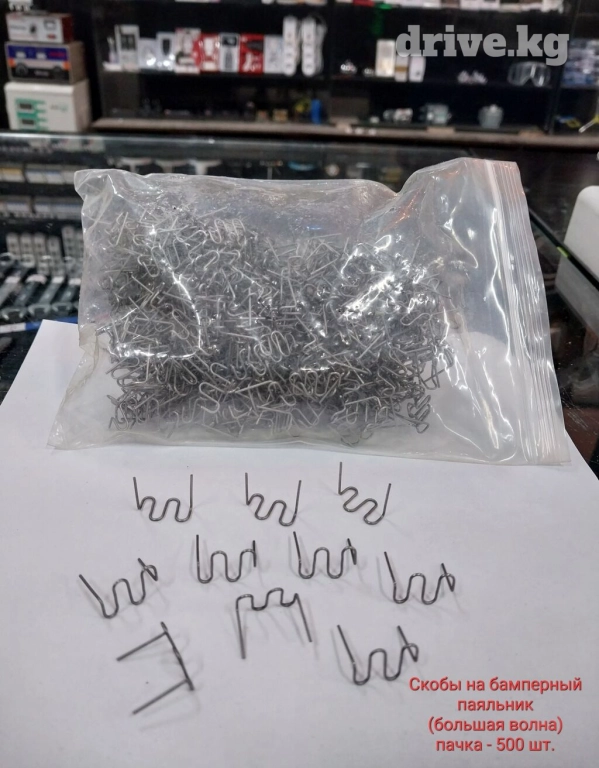 drive.kg
Скобы на бамперный
паяльник
(большая волна)
пачка - 500 шт.